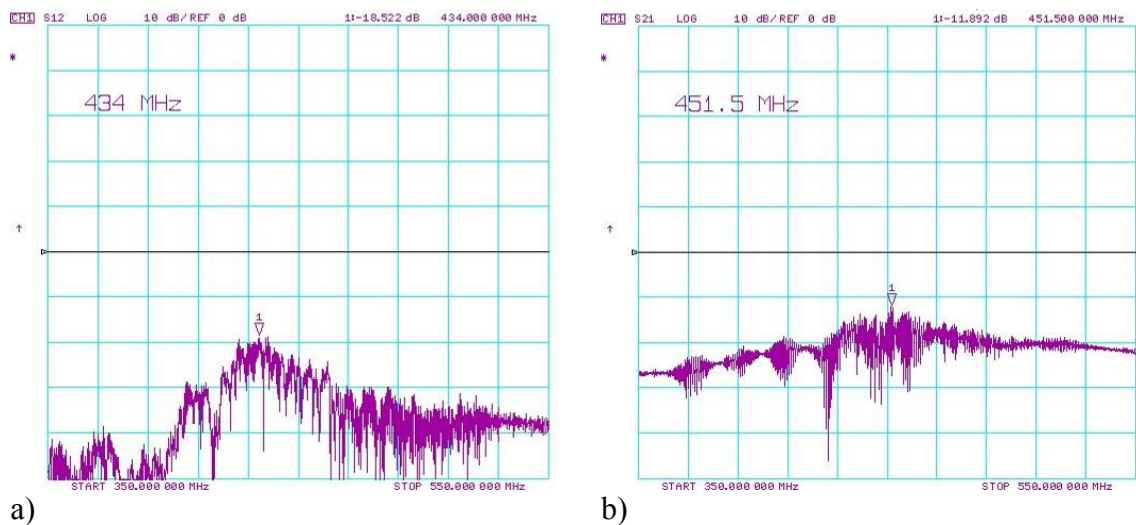 CH1 S12 LOG 10 dB/REF 0 dB 1:-18.522 dB 434.000 000 MHz
*
434 MHz
↑
1
START 350.000 000 MHz STOP 550.000 000 MHz
a)
CH1 S21 LOG 10 dB/REF 0 dB 1:-11.892 dB 451.500 000 MHz
*
451.5 MHz
↑
1
START 350.000 000 MHz STOP 550.000 000 MHz
b)